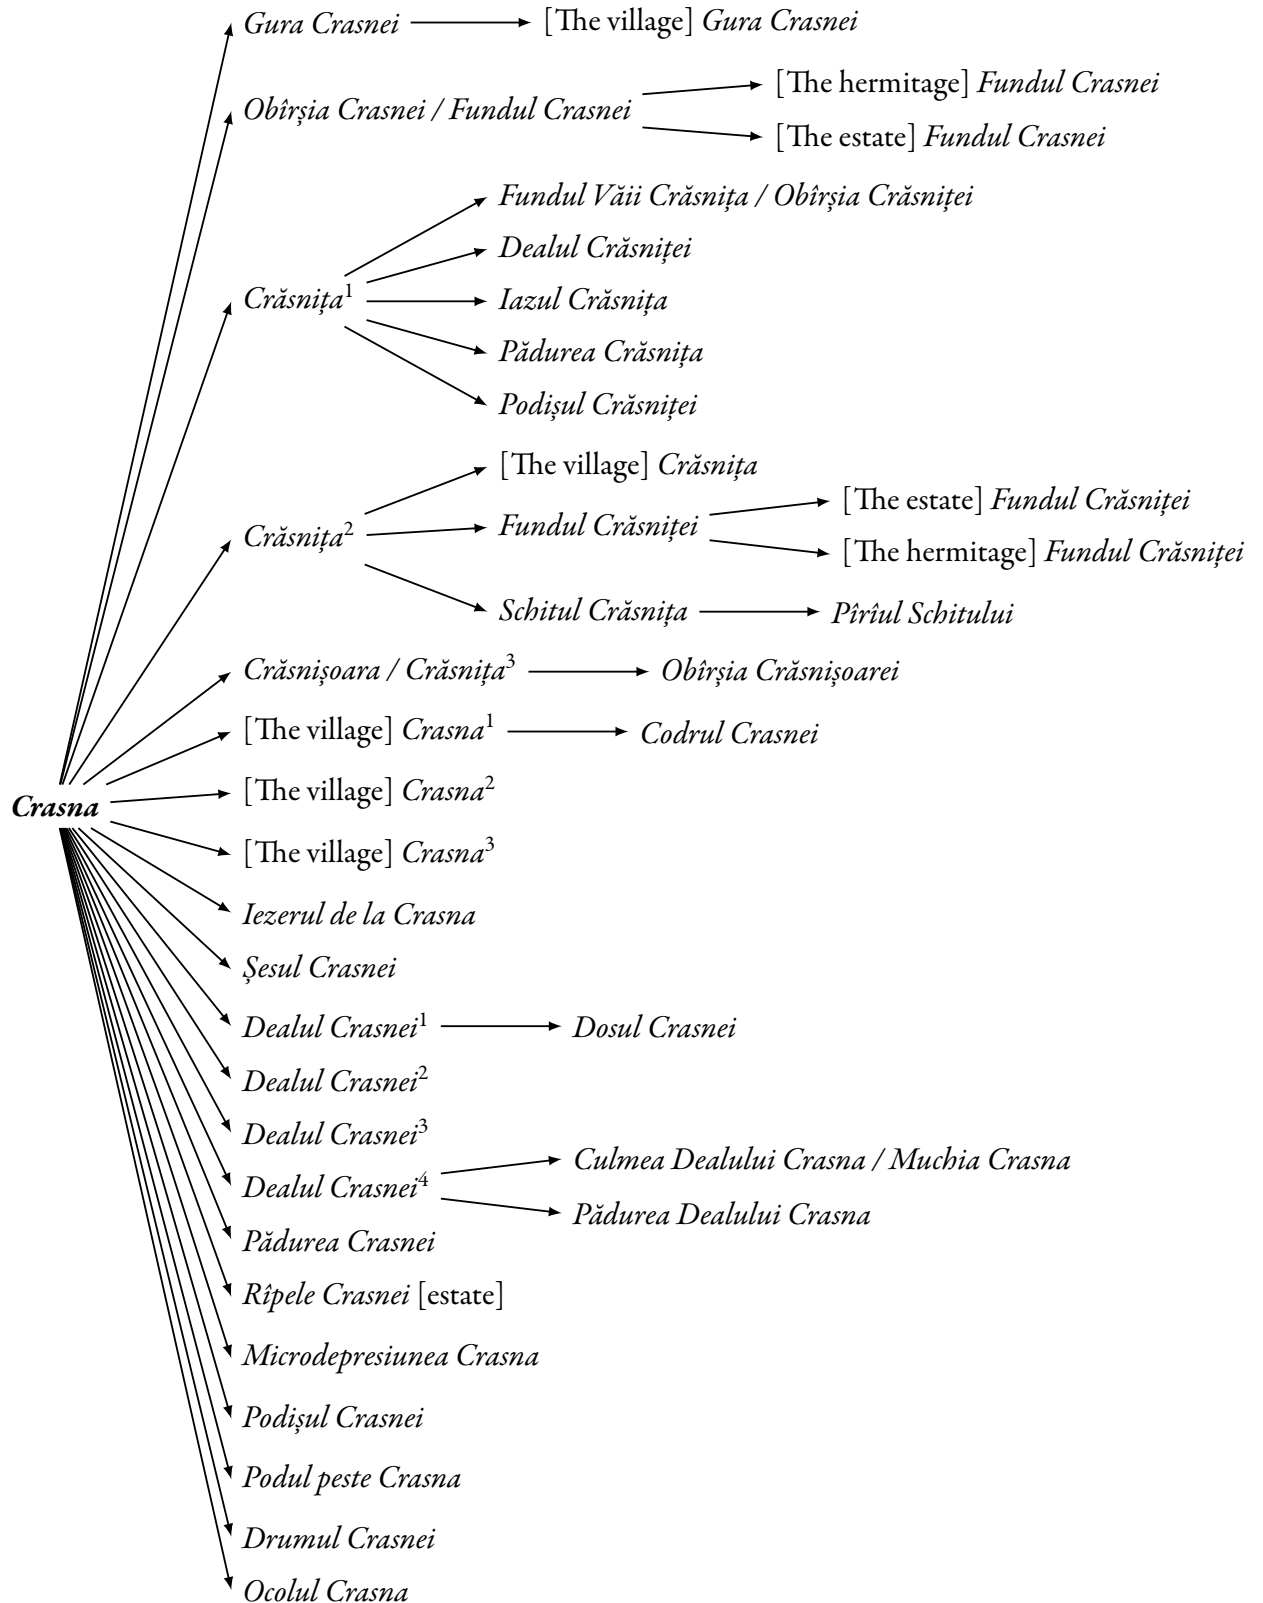 Gura Crasnei [The village] Gura Crasnei
Obîrșia Crasnei / Fundul Crasnei
[The hermitage] Fundul Crasnei
[The estate] Fundul Crasnei
Crăsnița¹
Fundul Văii Crăsnița / Obîrșia Crăsniței
Dealul Crăsniței
Iazul Crăsnița
Pădurea Crăsnița
Podișul Crăsniței
Crăsnița²
[The village] Crăsnița
Fundul Crăsniței
[The estate] Fundul Crăsniței
[The hermitage] Fundul Crăsniței
Schitul Crăsnița Pîrîul Schitului
Crăsnișoara / Crăsnița³ Obîrșia Crăsnișoarei
[The village] Crasna¹ Codrul Crasnei
[The village] Crasna²
Crasna
[The village] Crasna³
Iezerul de la Crasna
Șesul Crasnei
Dealul Crasnei¹ Dosul Crasnei
Dealul Crasnei²
Dealul Crasnei³
Dealul Crasnei⁴
Culmea Dealului Crasna / Muchia Crasna
Pădurea Dealului Crasna
Pădurea Crasnei
Rîpele Crasnei [estate]
Microdepresiunea Crasna
Podișul Crasnei
Podul peste Crasna
Drumul Crasnei
Ocolul Crasna